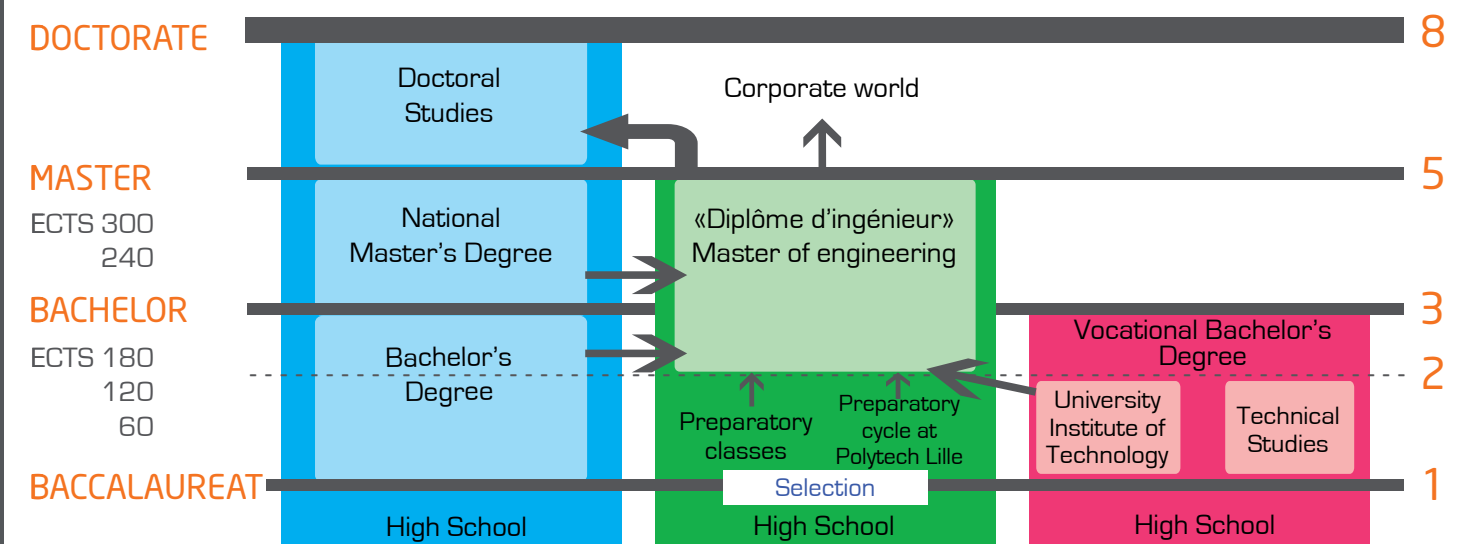 DOCTORATE
8
Doctoral
Studies
Corporate world
MASTER
5
ECTS 300
240
National
Master's Degree
«Diplôme d'ingénieur»
Master of engineering
BACHELOR
3
ECTS 180
120
60
Bachelor's
Degree
Vocational Bachelor's
Degree
2
Preparatory
classes
Preparatory
cycle at
Polytech Lille
University
Institute of
Technology
Technical
Studies
BACCALAUREAT
Selection
1
High School
High School
High School